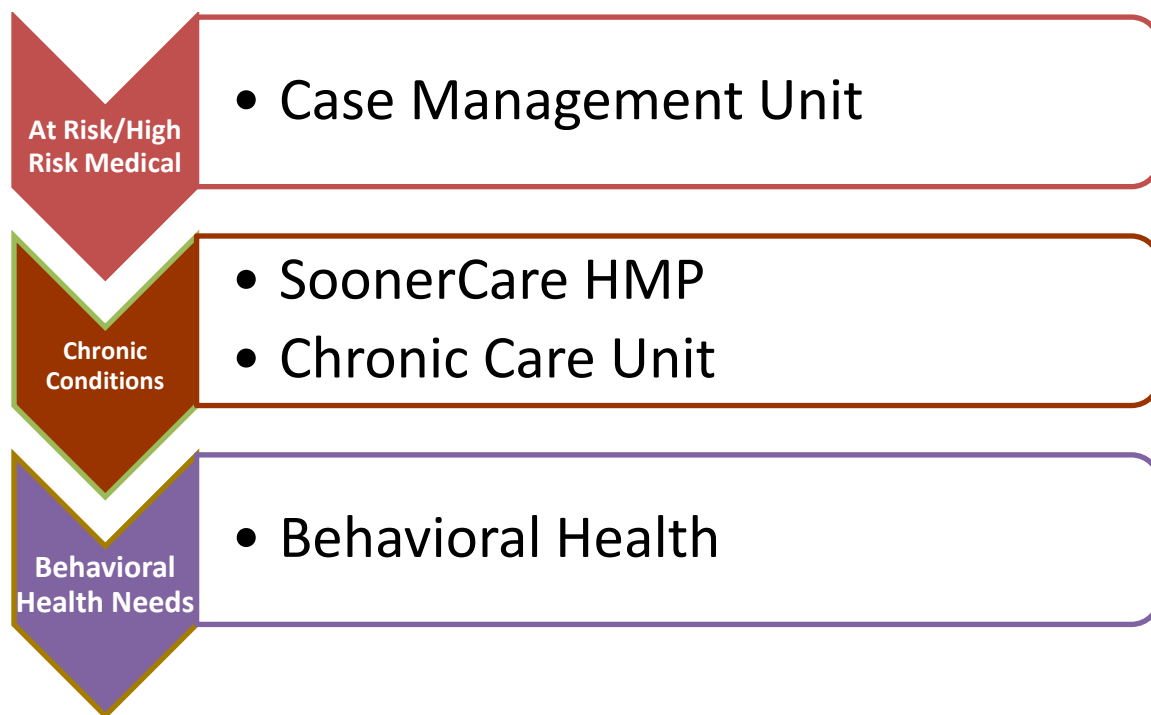 At Risk/High
Risk Medical
• Case Management Unit
Chronic
Conditions
• SoonerCare HMP
• Chronic Care Unit
Behavioral
Health Needs
• Behavioral Health